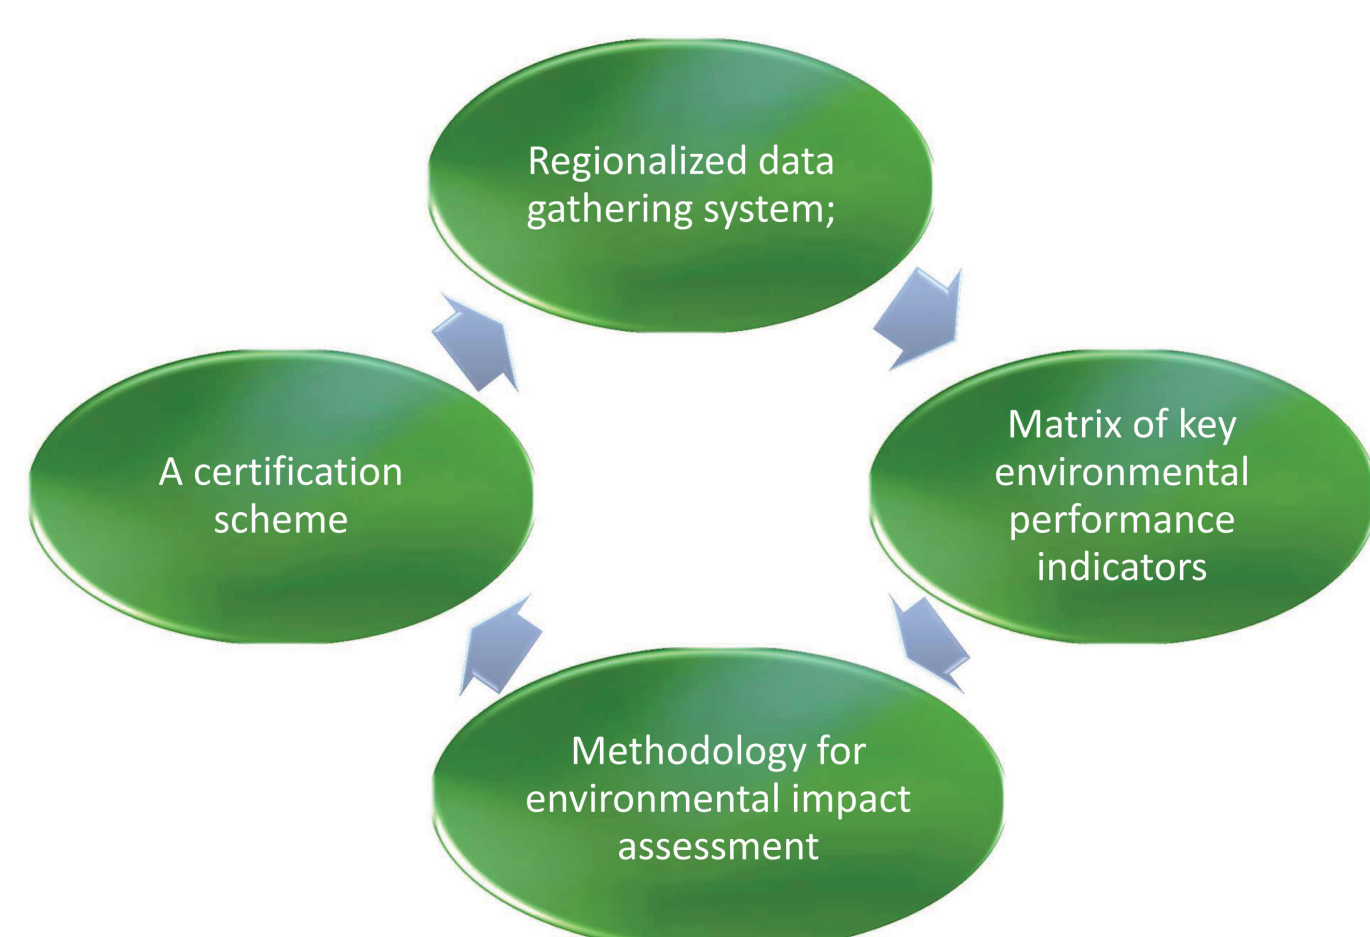 Regionalized data
gathering system;
Matrix of key
environmental
performance
indicators
Methodology for
environmental impact
assessment
A certification
scheme